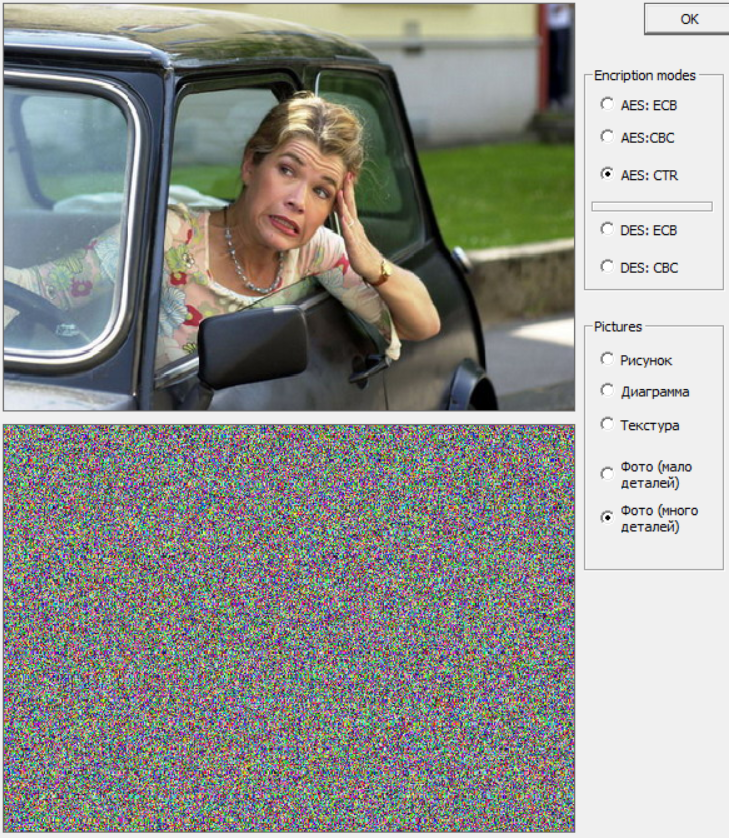 OK
Encription modes
AES: ECB
AES:CBC
AES: CTR
DES: ECB
DES: CBC
Pictures
Рисунок
Диаграмма
Текстура
Фото (мало
деталей)
Фото (много
деталей)